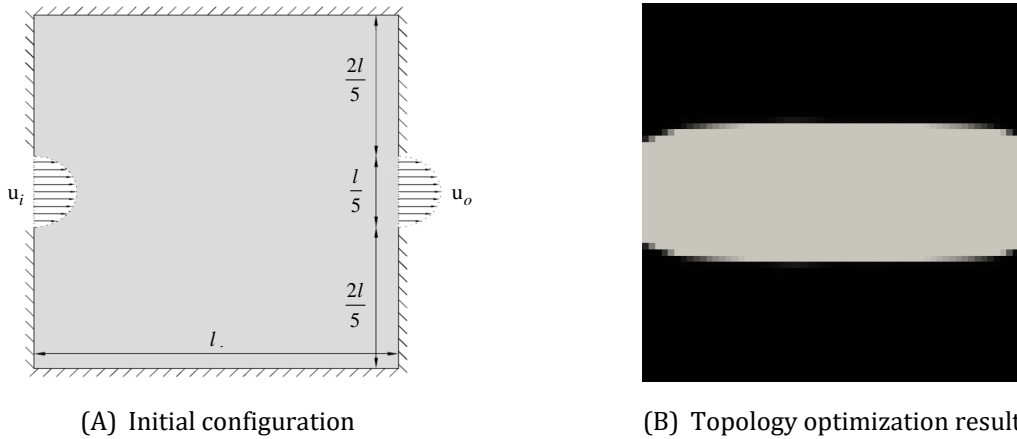 2l
5
u_i
l
5
u_o
2l
5
l
(A) Initial configuration
(B) Topology optimization result